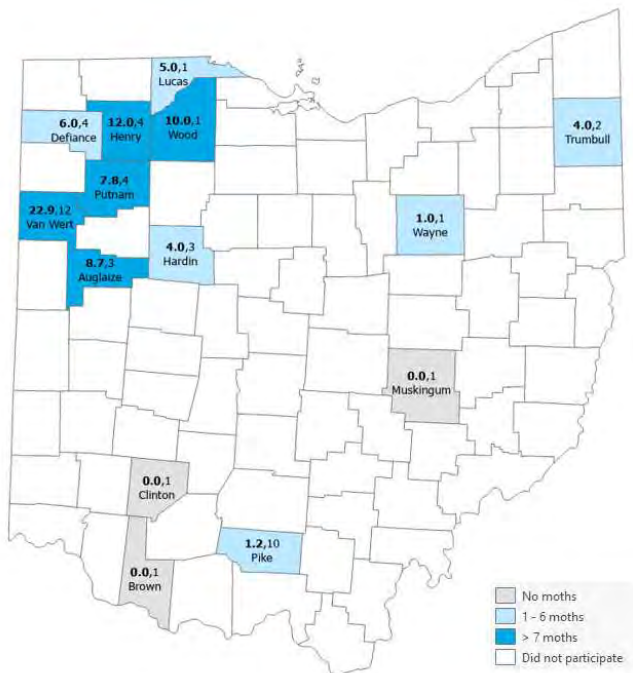 5.0,1
Lucas
6.0,4
Defiance
12.0,4
Henry
10.0,1
Wood
4.0,2
Trumbull
7.8,4
Putnam
22.9,12
Van Wert
1.0,1
Wayne
4.0,3
Hardin
8.7,3
Auglaize
0.0,1
Muskingum
0.0,1
Clinton
1.2,10
Pike
0.0,1
Brown
No moths
1 - 6 moths
> 7 moths
Did not participate